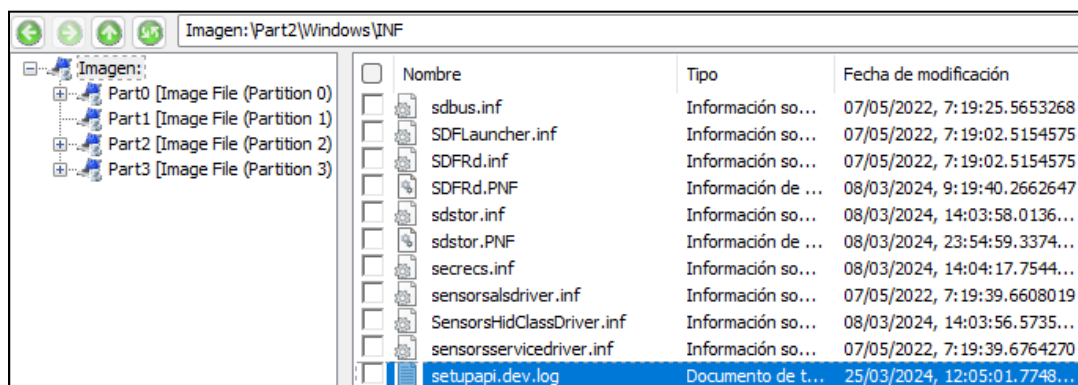 Imagen:\Part2\Windows\INF
Imagen:
Part0 [Image File (Partition 0)
Part1 [Image File (Partition 1)
Part2 [Image File (Partition 2)
Part3 [Image File (Partition 3)
Nombre Tipo Fecha de modificación
sdbus.inf Información so... 07/05/2022, 7:19:25.5653268
SDFLauncher.inf Información so... 07/05/2022, 7:19:02.5154575
SDFRd.inf Información so... 07/05/2022, 7:19:02.5154575
SDFRd.PNF Información de ... 08/03/2024, 9:19:40.2662647
sdstor.inf Información so... 08/03/2024, 14:03:58.0136...
sdstor.PNF Información de ... 08/03/2024, 23:54:59.3374...
secrecs.inf Información so... 08/03/2024, 14:04:17.7544...
sensorsalsdriver.inf Información so... 07/05/2022, 7:19:39.6608019
SensorsHidClassDriver.inf Información so... 08/03/2024, 14:03:56.5735...
sensorsservicedriver.inf Información so... 07/05/2022, 7:19:39.6764270
setupapi.dev.log Documento de t... 25/03/2024, 12:05:01.7748...